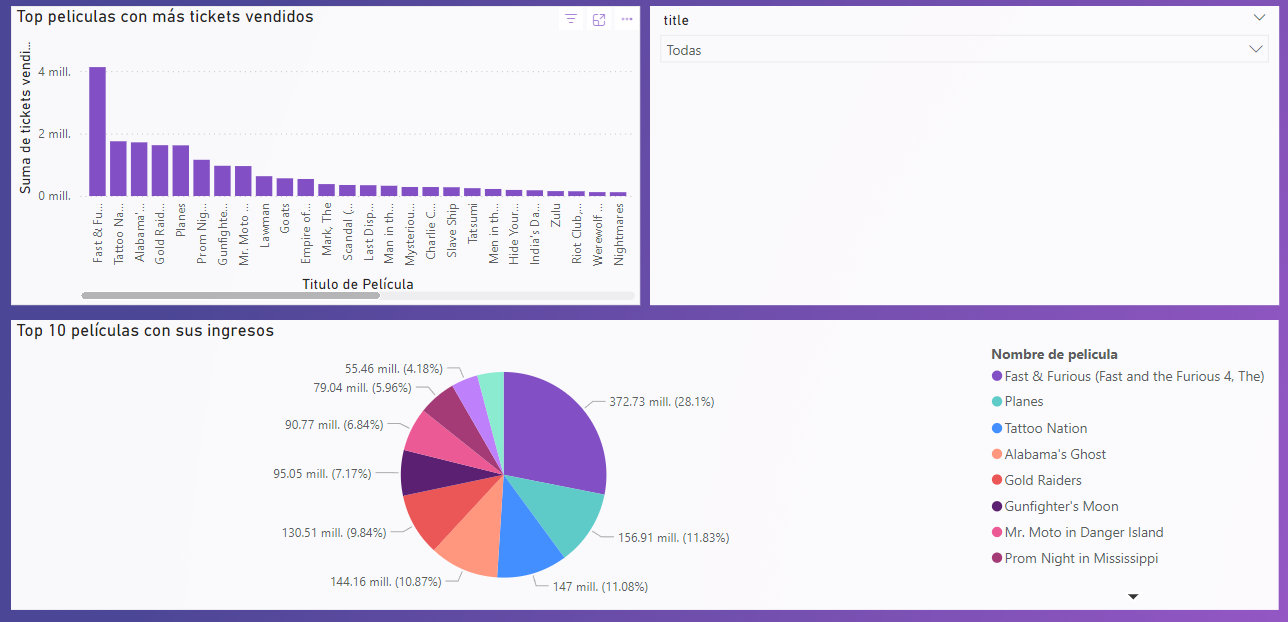 Top peliculas con más tickets vendidos
Suma de tickets vendi...
4 mill.
2 mill.
0 mill.
Fast & Fu...
Tattoo Na...
Alabama'...
Gold Raid...
Planes
Prom Nig...
Gunfighte...
Mr. Moto ...
Lawman
Goats
Empire of...
Mark, The
Scandal (...
Last Disp...
Man in th...
Mysteriou...
Charlie C...
Slave Ship
Tatsumi
Men in th...
Hide Your...
India's Da...
Zulu
Riot Club,...
Werewolf ...
Nightmares
Titulo de Película
title
Todas
Top 10 películas con sus ingresos
55.46 mill. (4.18%)
79.04 mill. (5.96%)
90.77 mill. (6.84%)
95.05 mill. (7.17%)
130.51 mill. (9.84%)
144.16 mill. (10.87%)
372.73 mill. (28.1%)
156.91 mill. (11.83%)
147 mill. (11.08%)
Nombre de pelicula
Fast & Furious (Fast and the Furious 4, The)
Planes
Tattoo Nation
Alabama's Ghost
Gold Raiders
Gunfighter's Moon
Mr. Moto in Danger Island
Prom Night in Mississippi